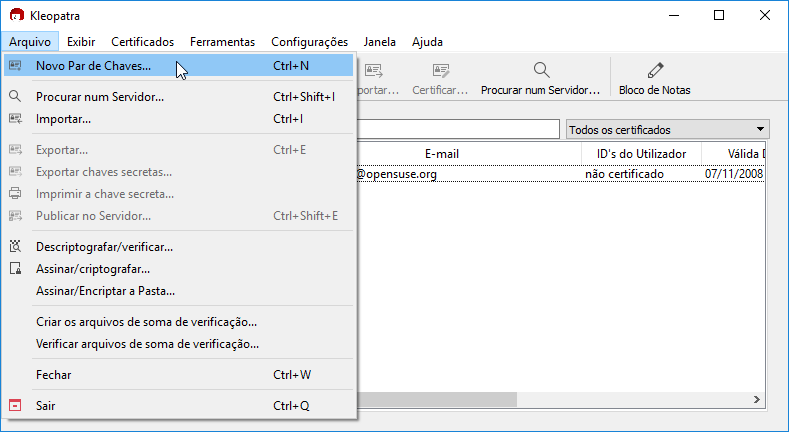 Kleopatra
Arquivo Exibir Certificados Ferramentas Configurações Janela Ajuda
Novo Par de Chaves... Ctrl+N
Procurar num Servidor... Ctrl+Shift+I
Importar... Ctrl+I
Exportar... Ctrl+E
Exportar chaves secretas...
Imprimir a chave secreta...
Publicar no Servidor... Ctrl+Shift+E
Descriptografar/verificar...
Assinar/criptografar...
Assinar/Encriptar a Pasta...
Criar os arquivos de soma de verificação...
Verificar arquivos de soma de verificação...
Fechar Ctrl+W
Sair Ctrl+Q
portar... Certificar... Procurar num Servidor... Bloco de Notas
Todos os certificados
E-mail ID's do Utilizador Válida D
@opensuse.org não certificado 07/11/2008